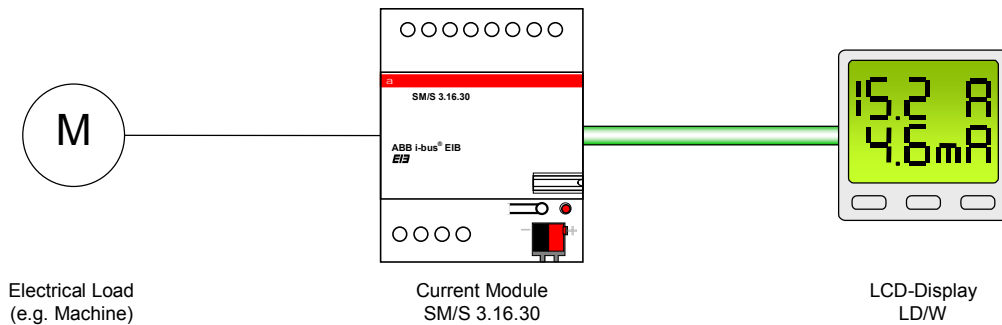 a
SM/S 3.16.30
ABB i-bus® EIB
EIB
M
15.2 A
4.6mA
- +
Electrical Load
(e.g. Machine)
Current Module
SM/S 3.16.30
LCD-Display
LD/W